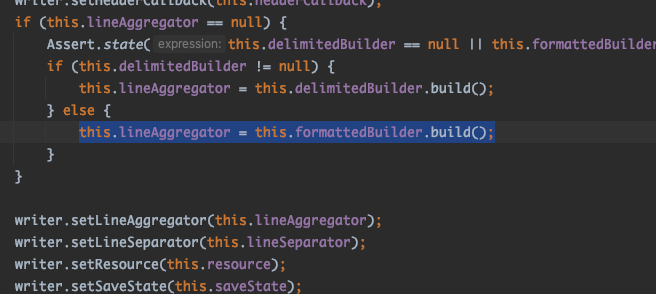 writer.setHeaderCallback(this.headerCallback);
if (this.lineAggregator == null) {
Assert.state( expression: this.delimitedBuilder == null || this.formattedBuilder
if (this.delimitedBuilder != null) {
this.lineAggregator = this.delimitedBuilder.build();
} else {
this.lineAggregator = this.formattedBuilder.build();
}
}
writer.setLineAggregator(this.lineAggregator);
writer.setLineSeparator(this.lineSeparator);
writer.setResource(this.resource);
writer.setSaveState(this.saveState);